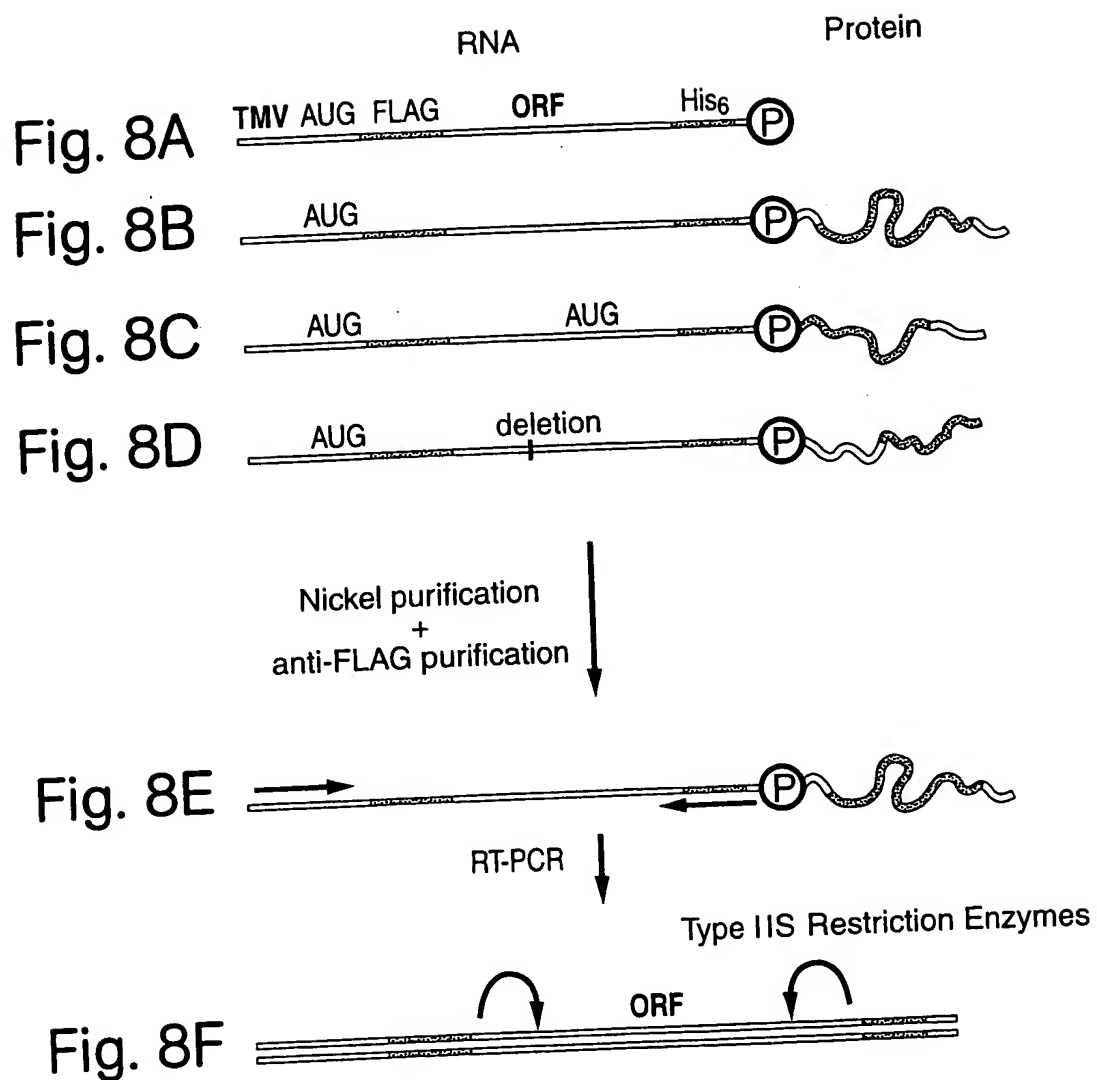 RNA
Protein
Fig. 8A
TMV AUG FLAG ORF His6 P
Fig. 8B
AUG P
Fig. 8C
AUG AUG P
Fig. 8D
AUG deletion P
Nickel purification
+
anti-FLAG purification
Fig. 8E
P
RT-PCR
Type IIS Restriction Enzymes
Fig. 8F
ORF